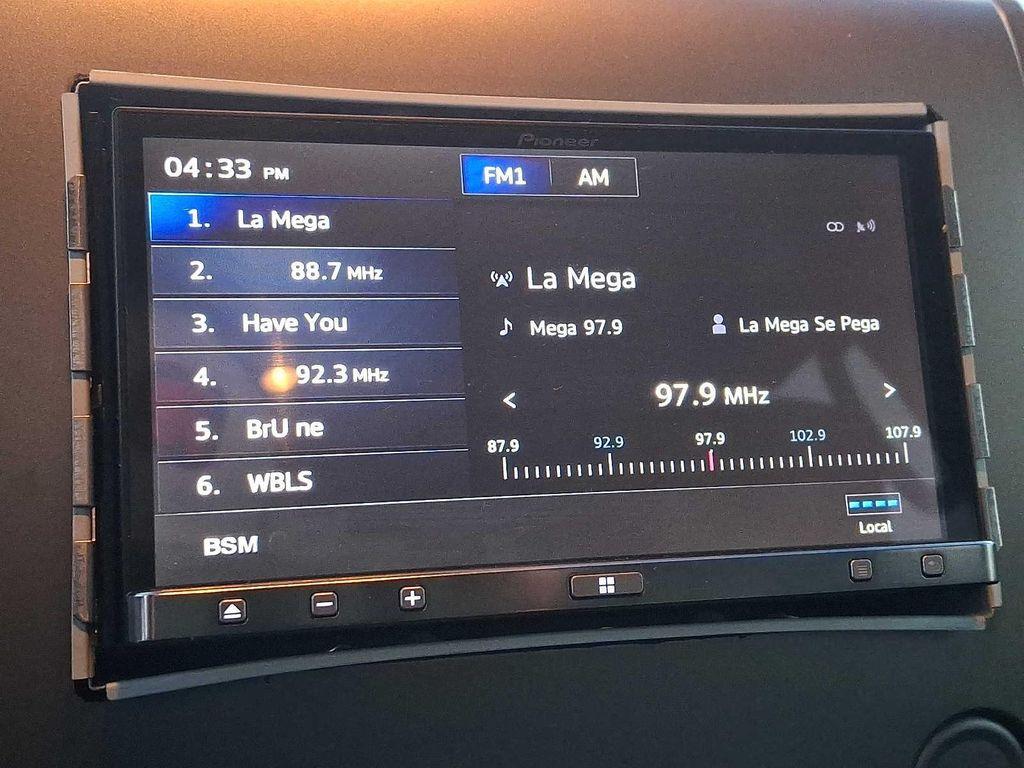 Pioneer
04:33 PM
FM1 AM
1. La Mega
2. 88.7 MHz
3. Have You
4. 92.3 MHz
5. BrU ne
6. WBLS
La Mega
Mega 97.9 La Mega Se Pega
< 97.9 MHz >
87.9 92.9 97.9 102.9 107.9
Local
BSM